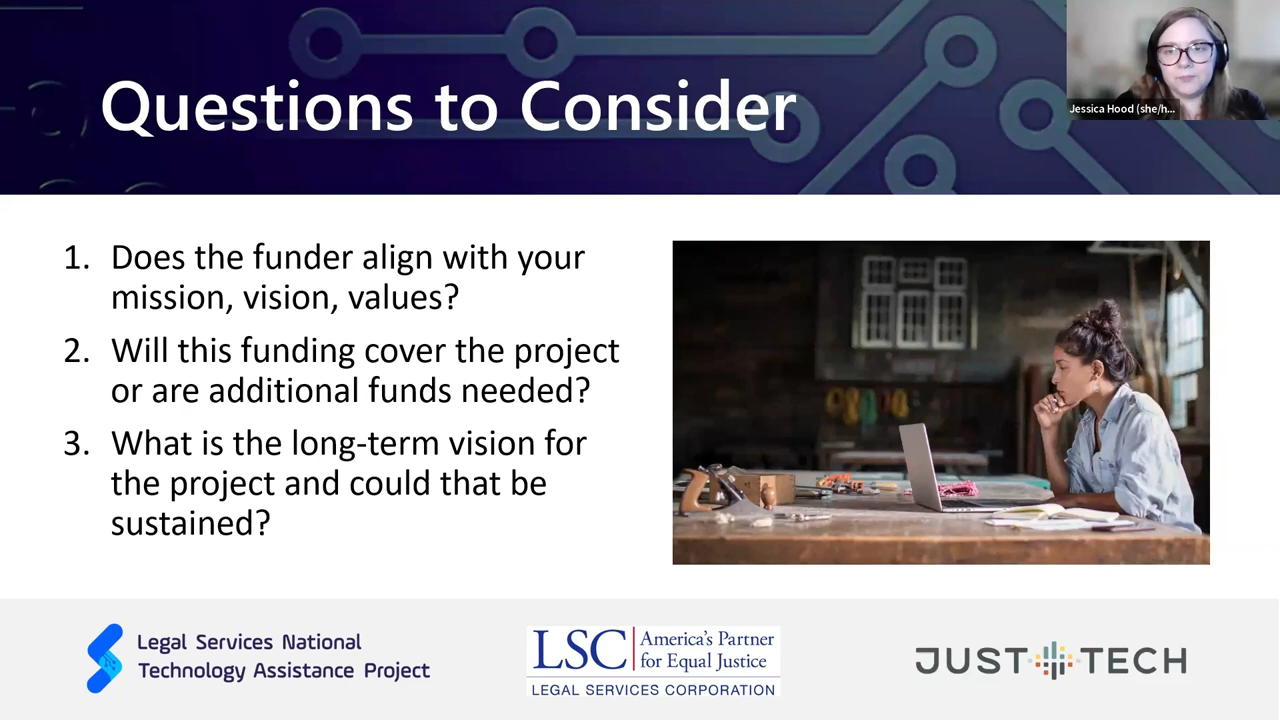 Questions to Consider
Jessica Hood (she/h...
1. Does the funder align with your
mission, vision, values?
2. Will this funding cover the project
or are additional funds needed?
3. What is the long-term vision for
the project and could that be
sustained?
Legal Services National
Technology Assistance Project
LSC America's Partner
for Equal Justice
LEGAL SERVICES CORPORATION
JUST TECH